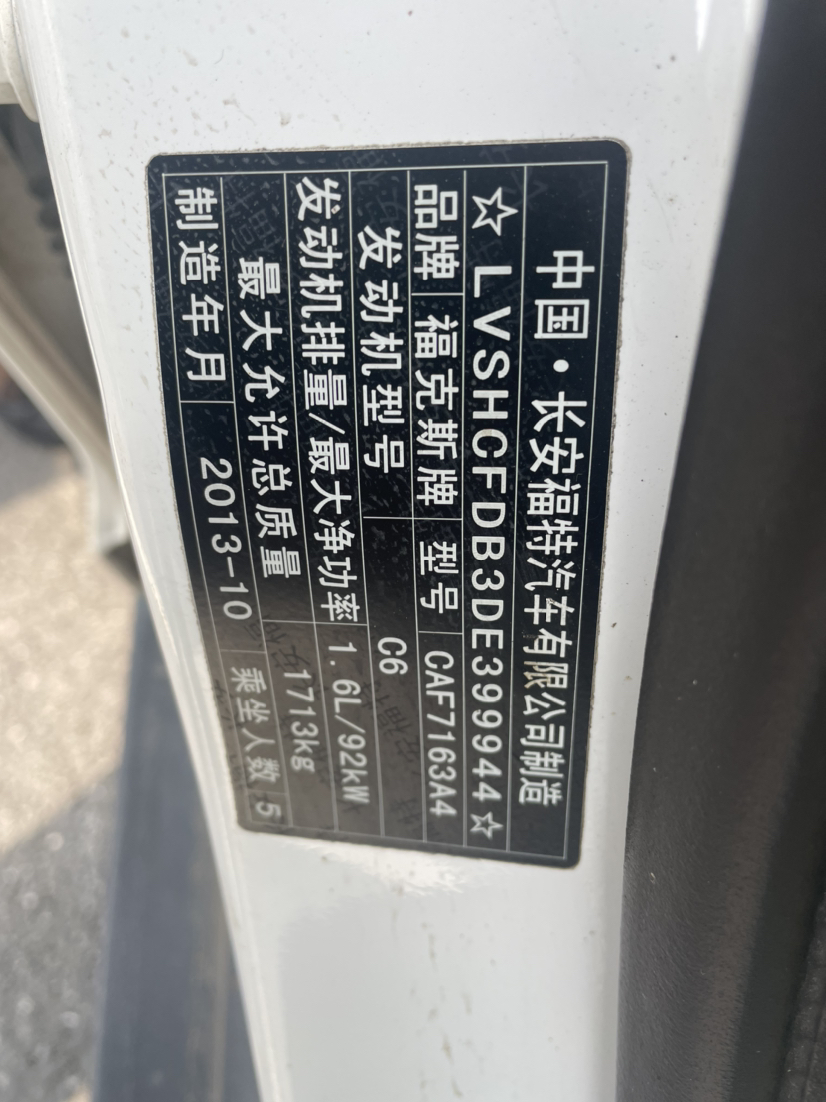 中国·长安福特汽车有限公司制造
☆LVSHCFDB3DE399944☆
品牌 福克斯牌 型号 CAF7163A4
发动机型号 C6
发动机排量/最大净功率 1.6L/92kW
最大允许总质量 1713kg
制造年月 2013-10 乘坐人数 5